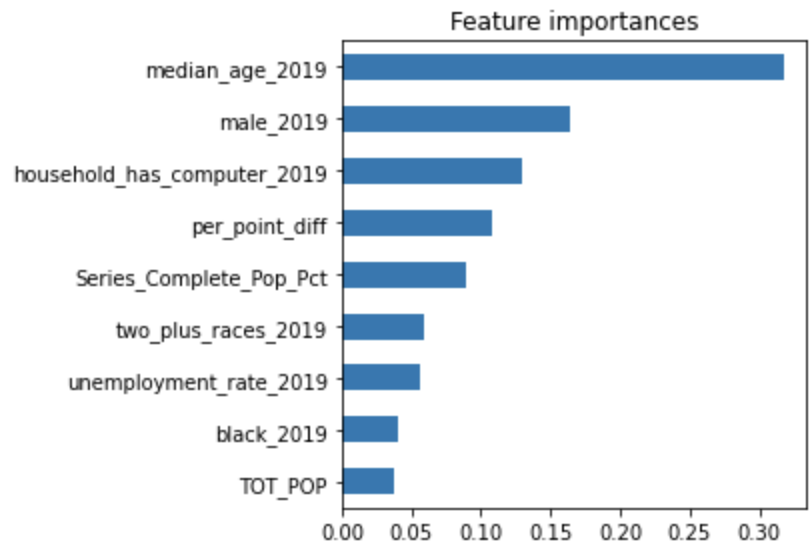 Feature importances
median_age_2019
male_2019
household_has_computer_2019
per_point_diff
Series_Complete_Pop_Pct
two_plus_races_2019
unemployment_rate_2019
black_2019
TOT_POP
0.00 0.05 0.10 0.15 0.20 0.25 0.30